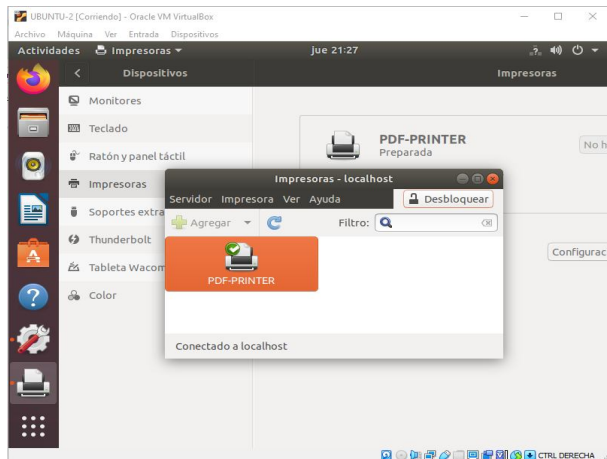 UBUNTU-2 [Corriendo] - Oracle VM VirtualBox
Archivo Máquina Ver Entrada Dispositivos
Actividades Impresoras jue 21:27
Dispositivos Impresoras
Monitores
Teclado
Ratón y panel táctil
Impresoras
Soportes extra
Thunderbolt
Tableta Wacom
Color
PDF-PRINTER
Preparada
No h
Configurac
Impresoras - localhost
Servidor Impresora Ver Ayuda Desbloquear
Agregar Filtro:
PDF-PRINTER
Conectado a localhost
CTRL DERECHA